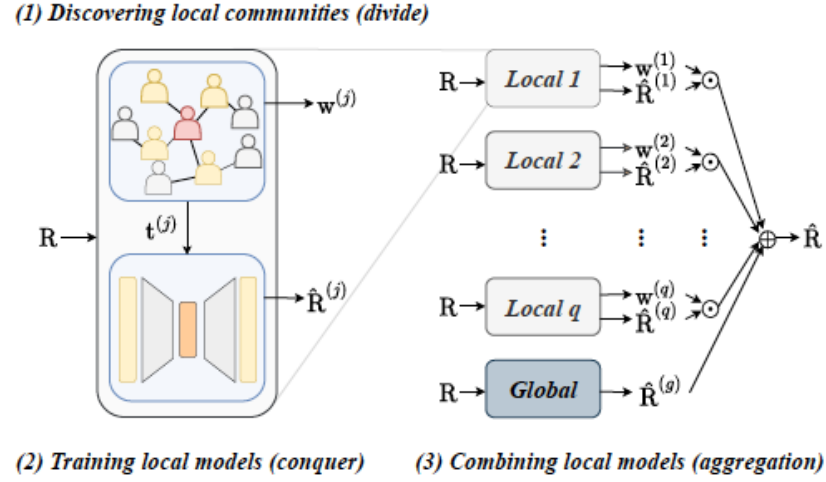 (1) Discovering local communities (divide)
R
w^(j)
t^(j)
R̂^(j)
R Local 1 w^(1) R̂^(1) ⊙
R Local 2 w^(2) R̂^(2) ⊙
⋮ ⋮ ⋮
⊕ R̂
R Local q w^(q) R̂^(q) ⊙
R Global R̂^(g)
(2) Training local models (conquer)
(3) Combining local models (aggregation)